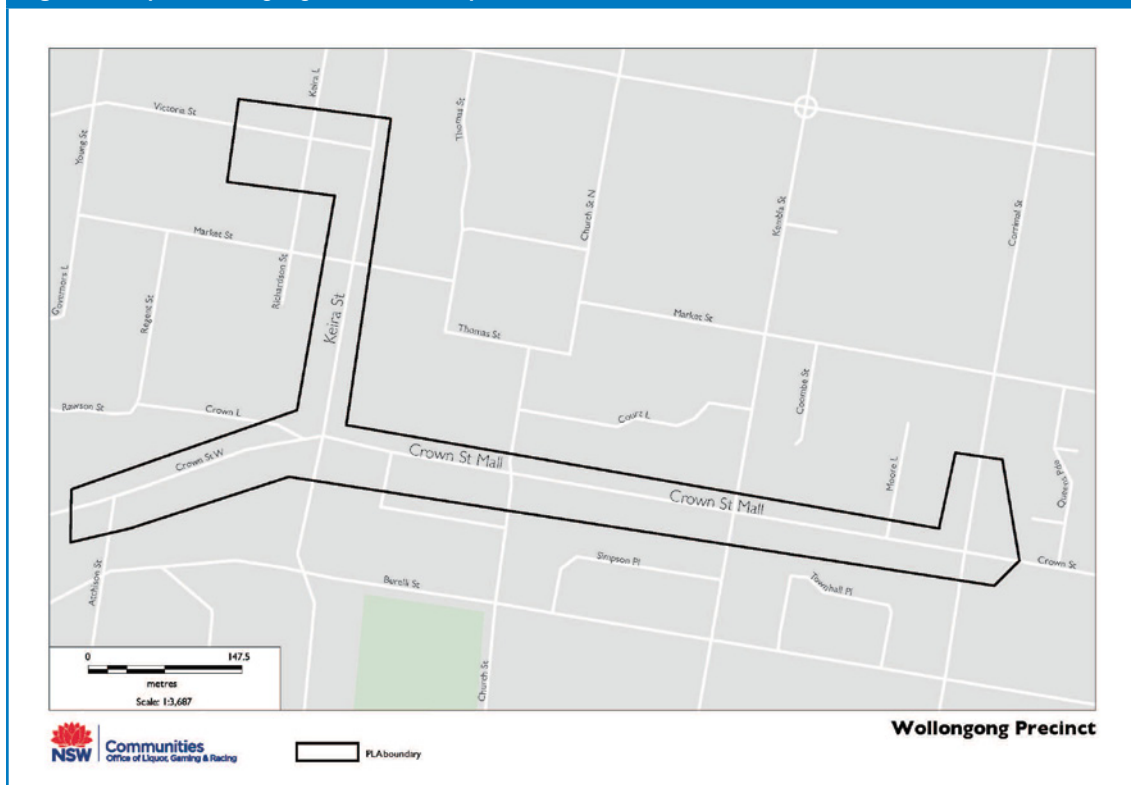 Victoria St
Keira L
Thomas St
Young St
Church St N
Kembla St
Corrimal St
Market St
Governors L
Regent St
Richardson St
Keira St
Thomas St
Market St
Rawson St
Crown L
Court L
Coombe St
Crown St W
Crown St Mall
Moore L
Queens Pde
Crown St Mall
Crown St
Simpson Pl
Atchison St
Burelli St
Townhall Pl
Church St
0 147.5
metres
Scale: 1:3,687
Wollongong Precinct
NSW
Communities
Office of Liquor, Gaming & Racing
PLA boundary